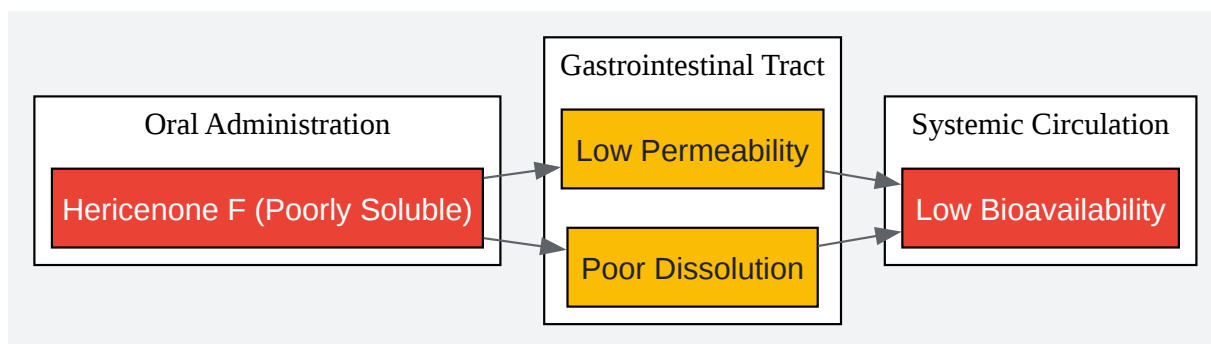 Oral Administration
Hericenone F (Poorly Soluble)
Gastrointestinal Tract
Low Permeability
Poor Dissolution
Systemic Circulation
Low Bioavailability